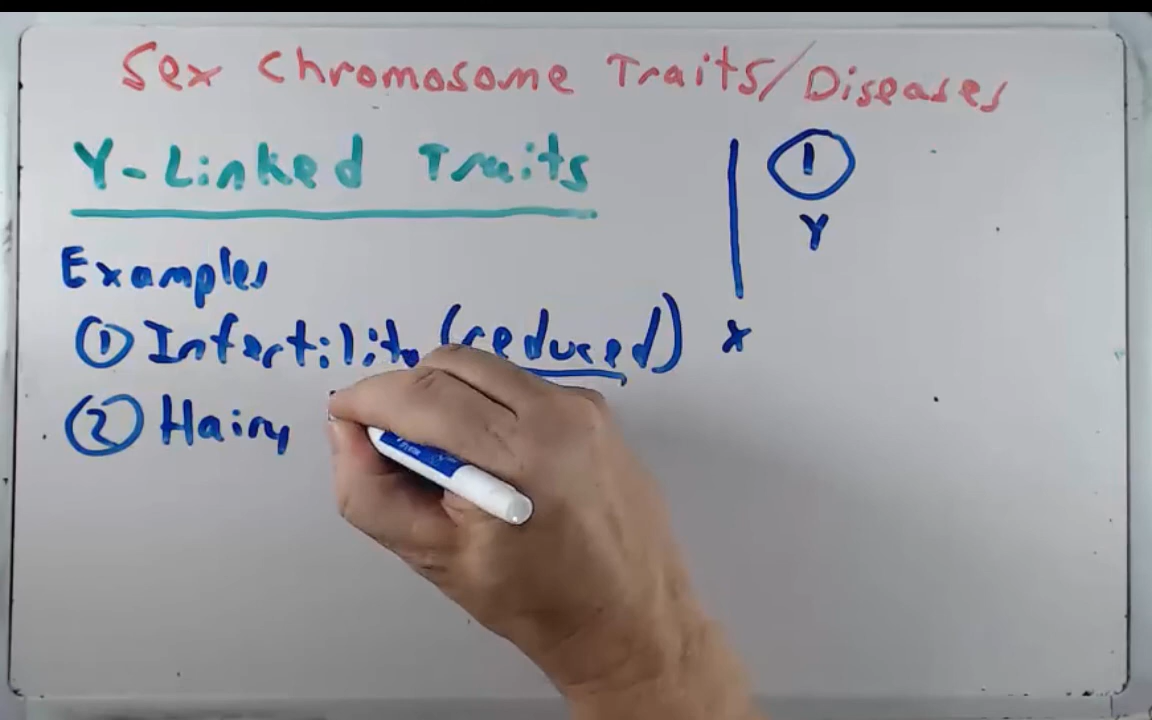 Sex Chromosome Traits/Diseases
Y-Linked Traits
Examples
① Infertility (reduced)
② Hairy
1
Y
X